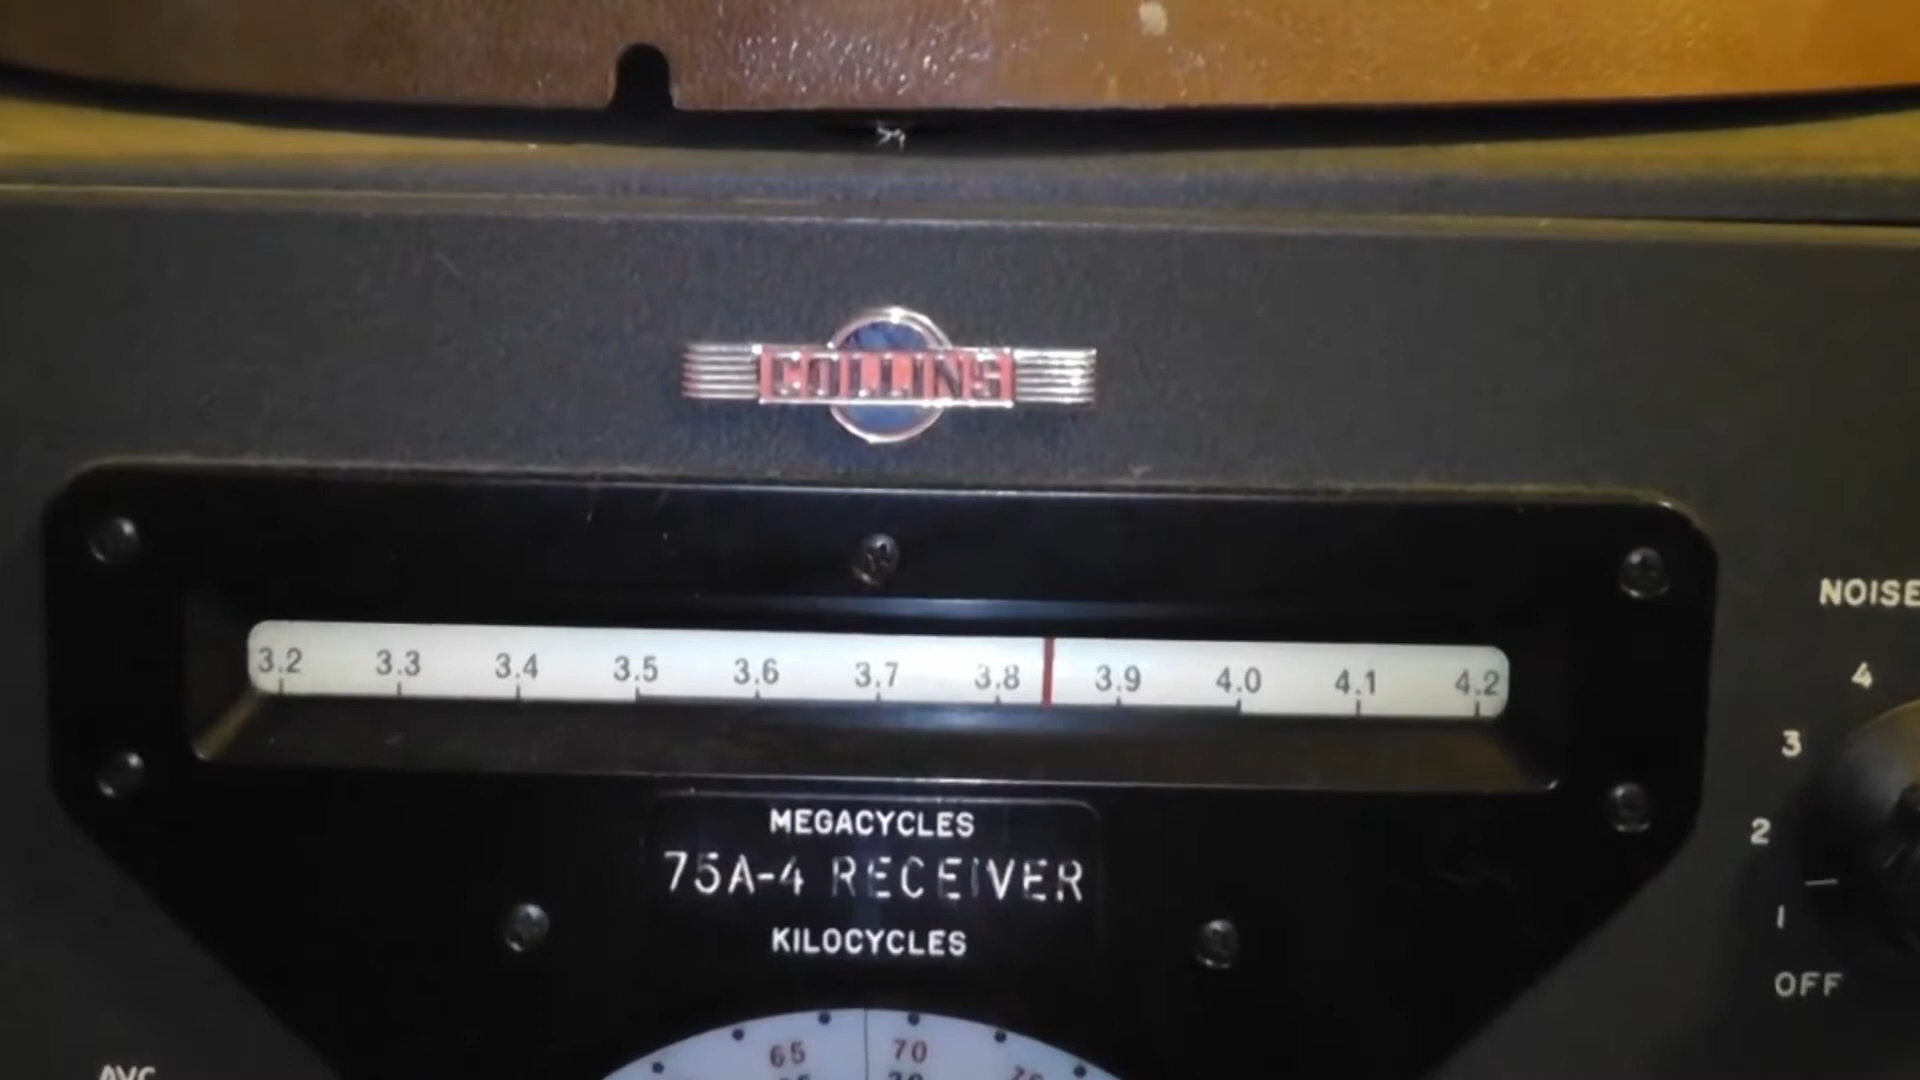 COLLINS
3.2 3.3 3.4 3.5 3.6 3.7 3.8 3.9 4.0 4.1 4.2
NOISE
4
3
2
1
OFF
MEGACYCLES
75A-4 RECEIVER
KILOCYCLES
65 70
AVC